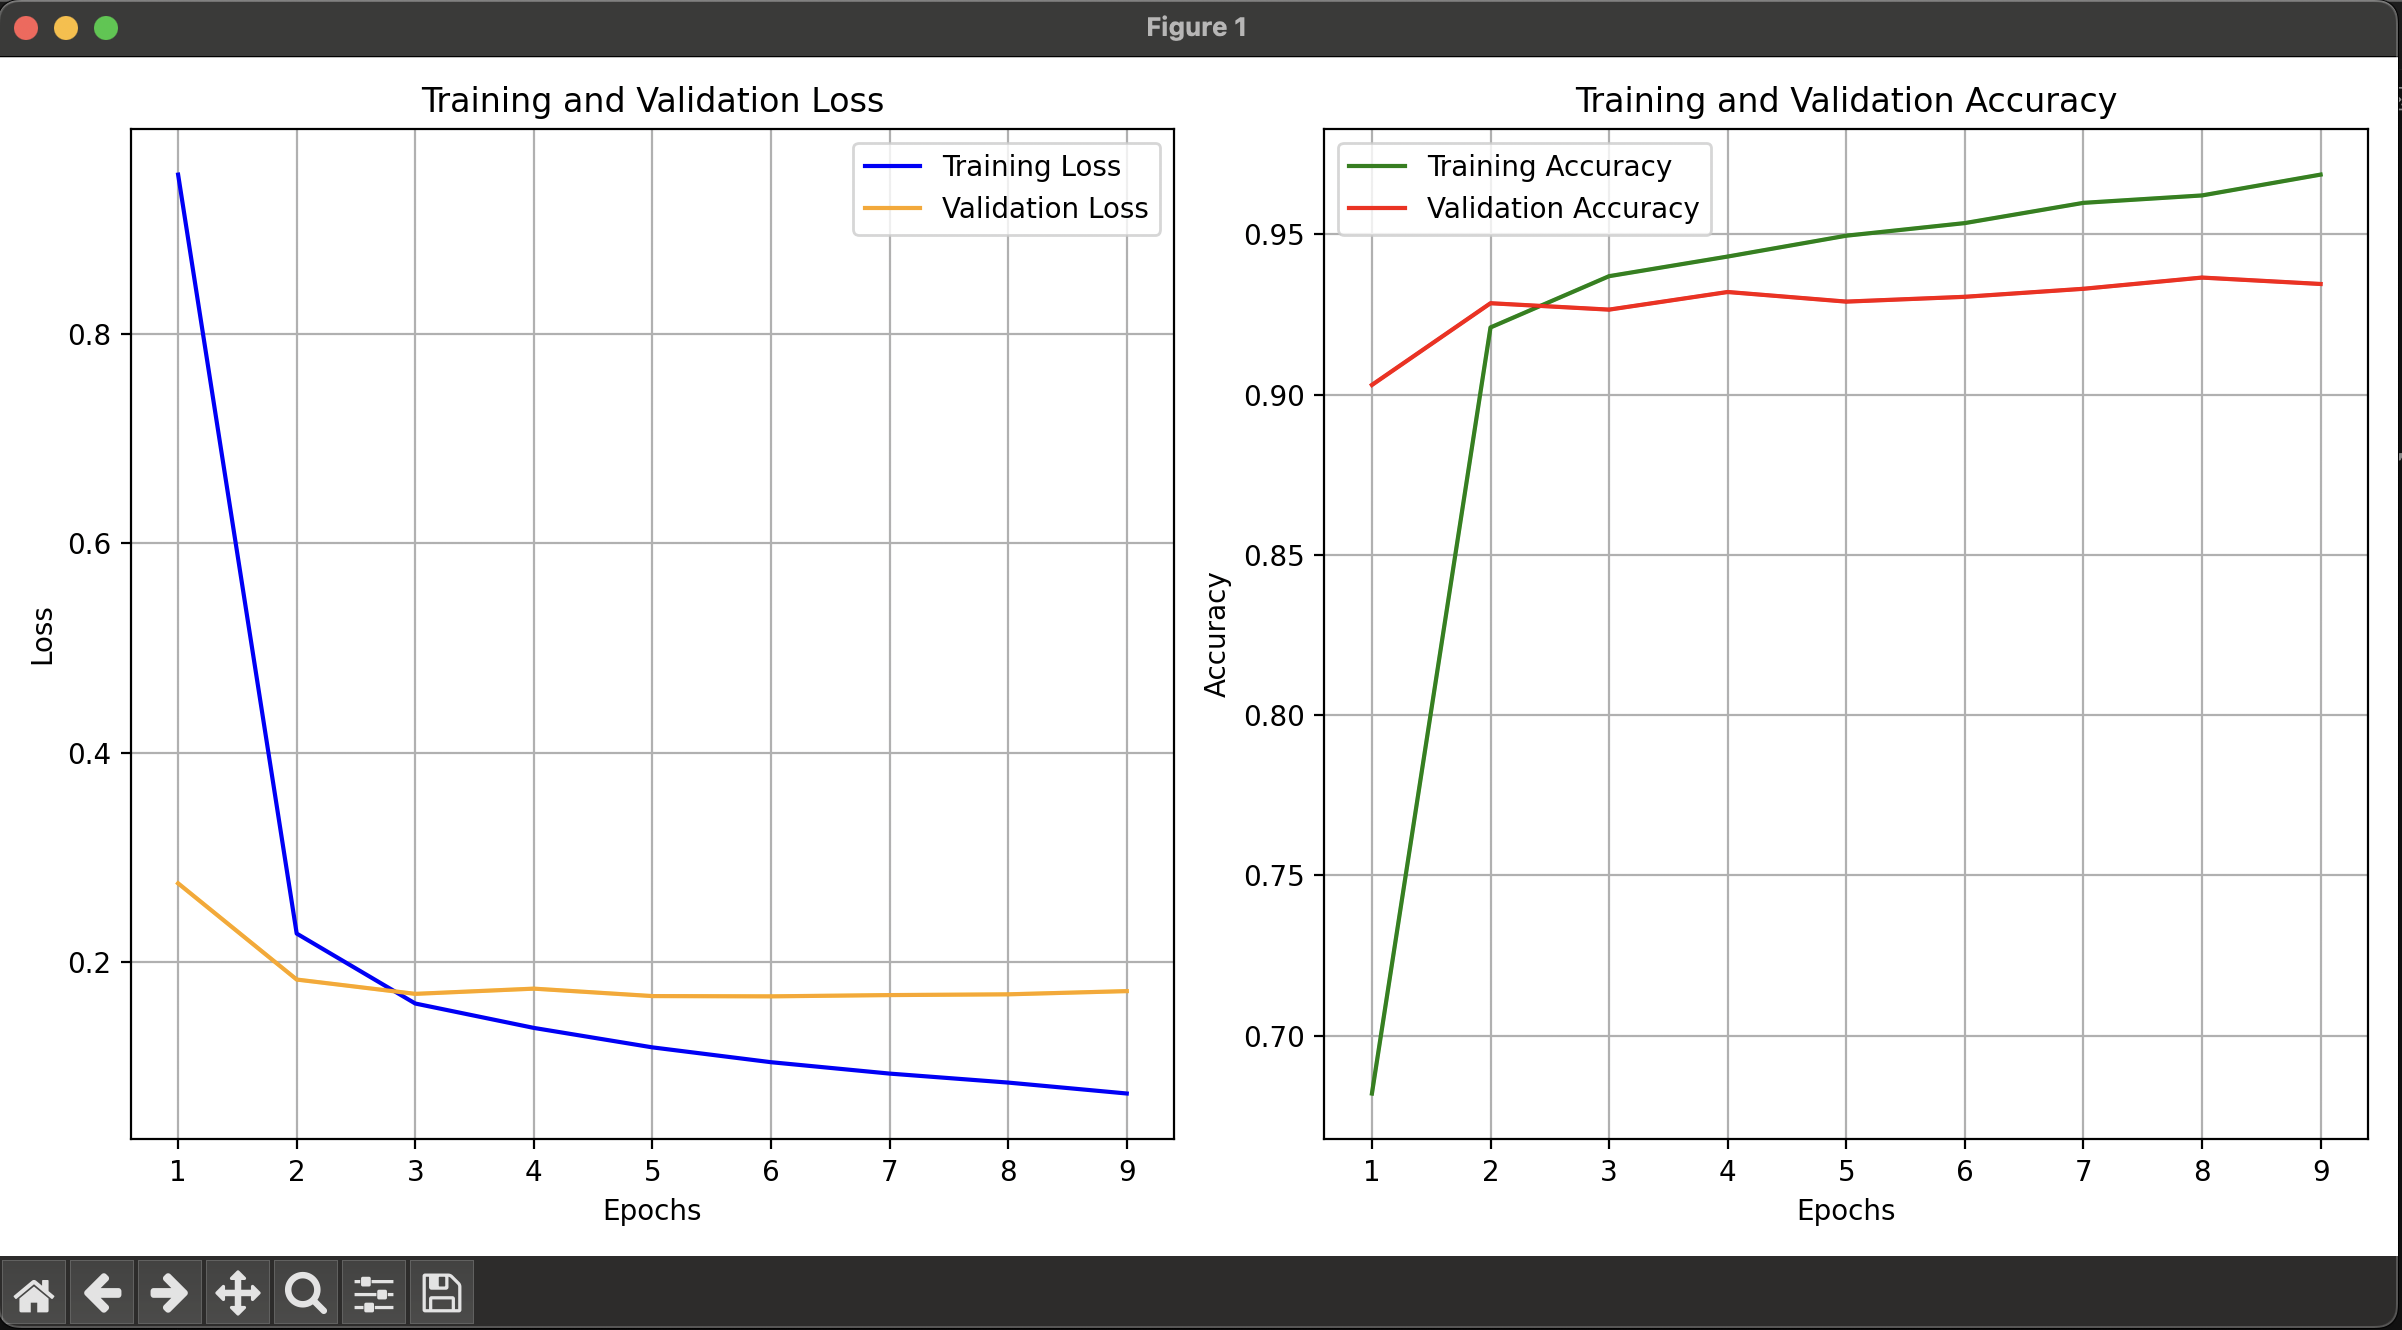 Figure 1
Training and Validation Loss
Training Loss
Validation Loss
0.8
0.6
0.4
0.2
Loss
1 2 3 4 5 6 7 8 9
Epochs
Training and Validation Accuracy
Training Accuracy
Validation Accuracy
0.95
0.90
0.85
0.80
0.75
0.70
Accuracy
1 2 3 4 5 6 7 8 9
Epochs